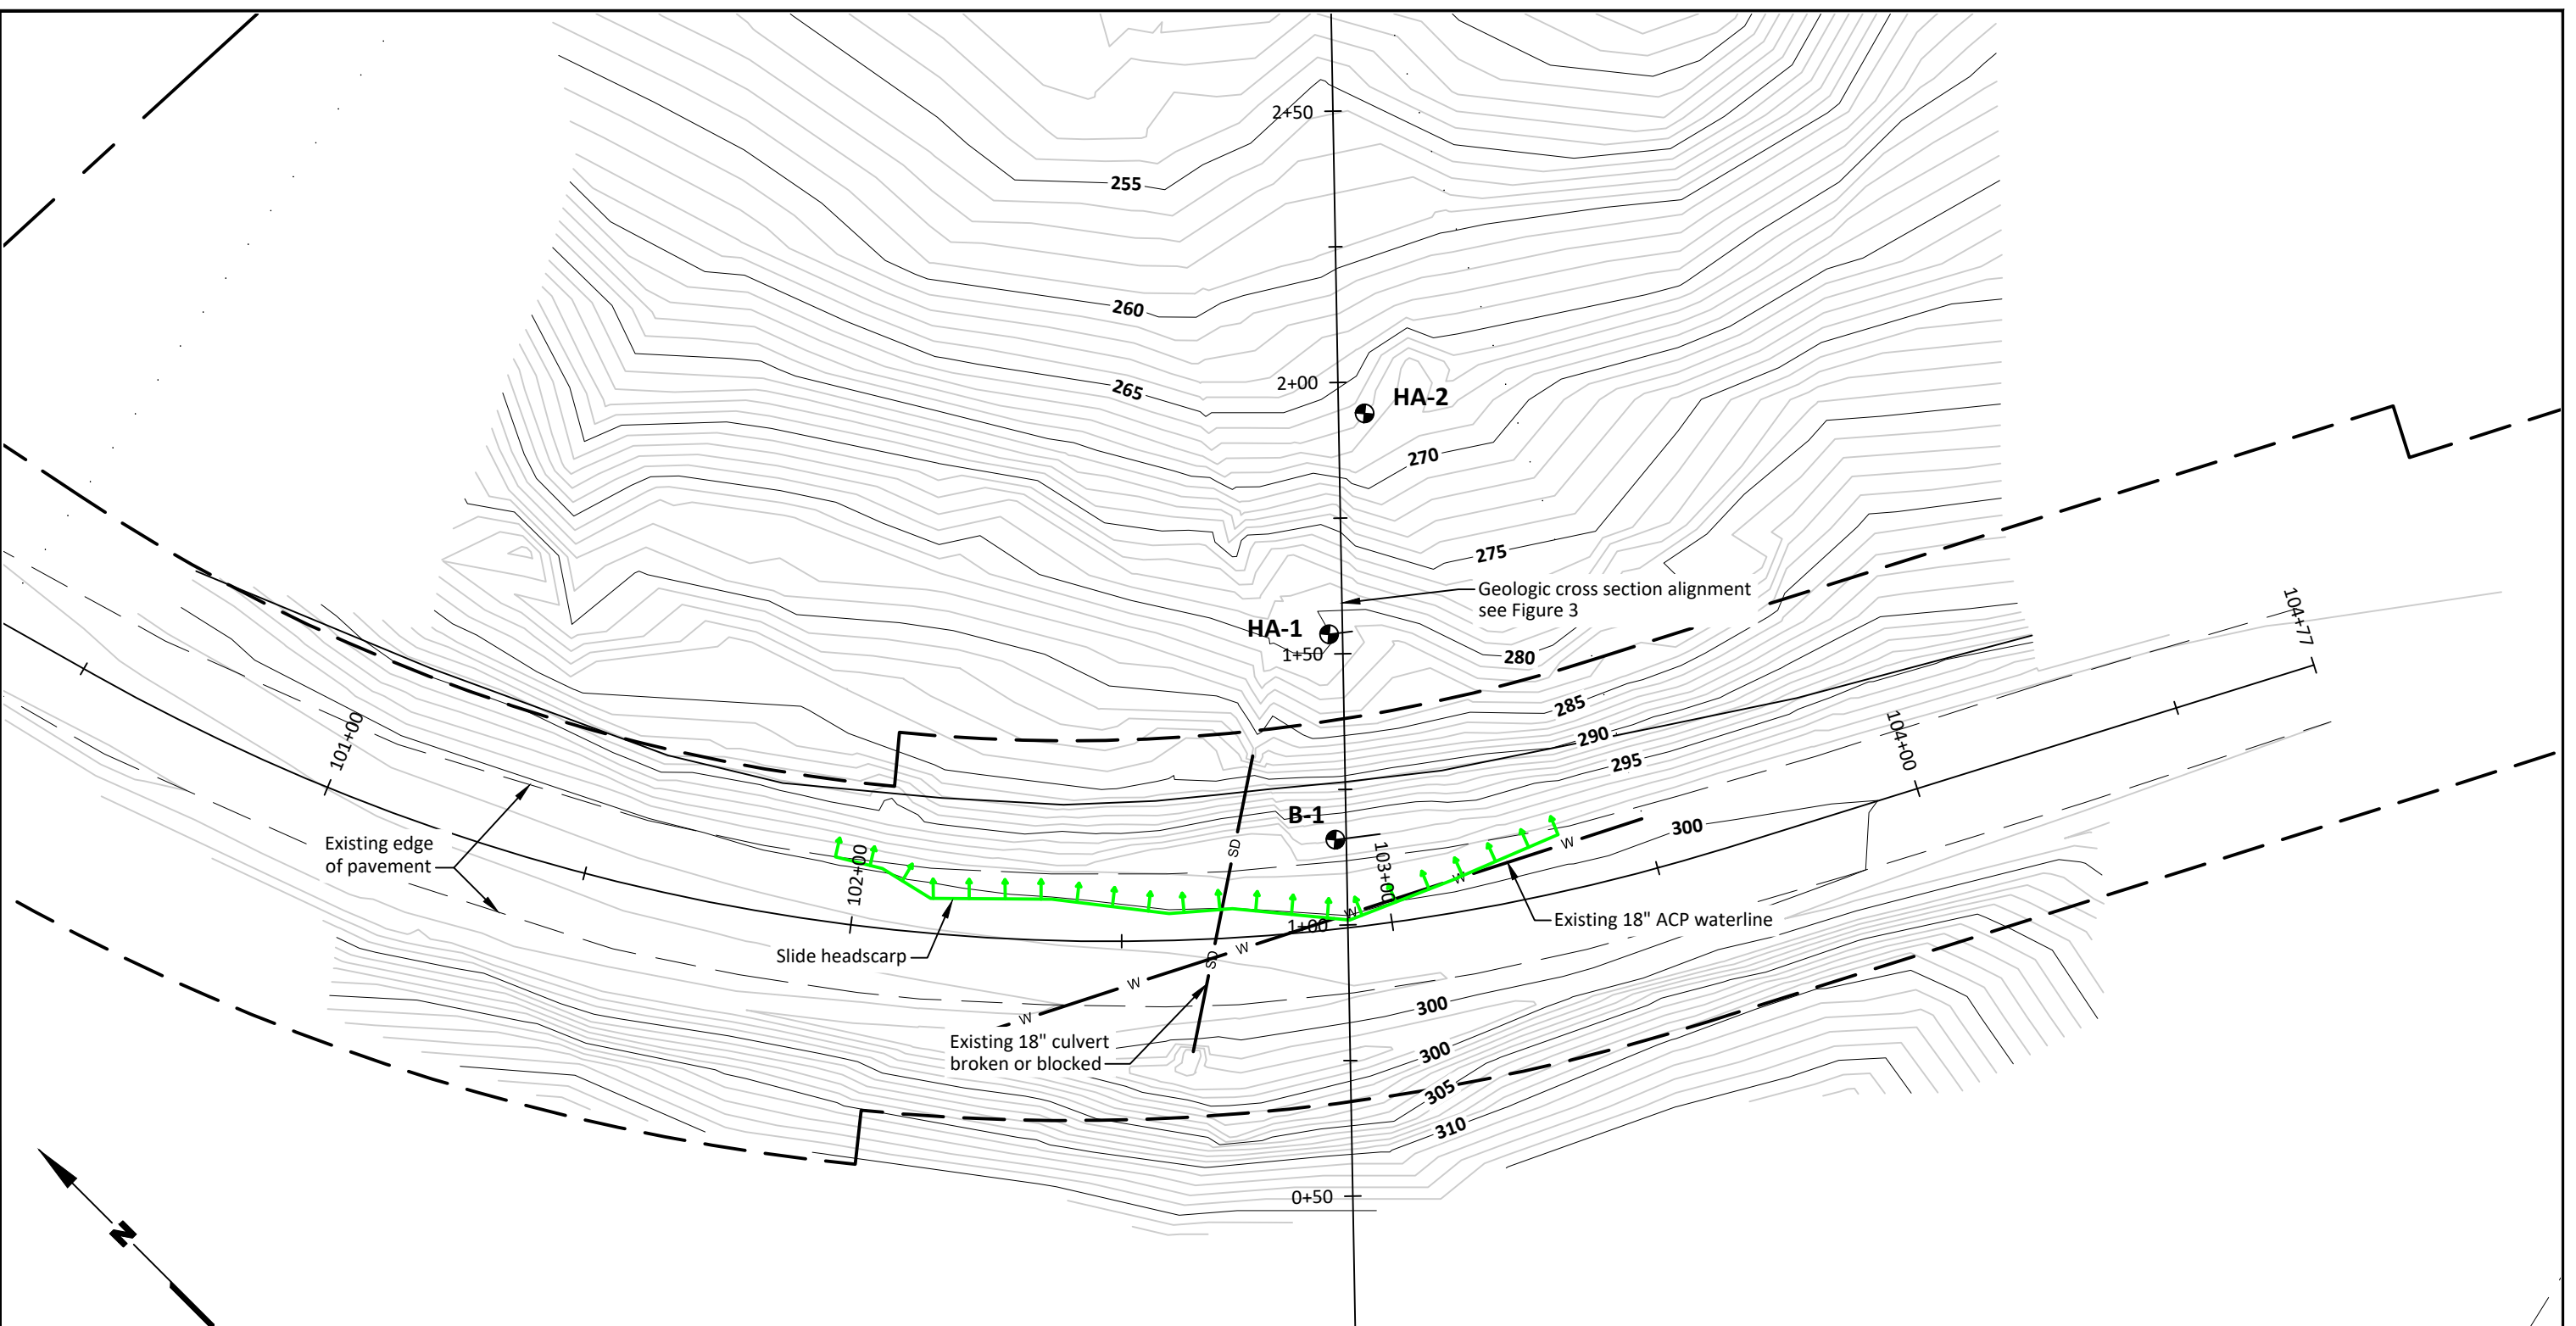 2+50
255
260
2+00
265
HA-2
270
275
Geologic cross section alignment
see Figure 3
HA-1
1+50
280
104+77
285
290
295
101+00
104+00
B-1
300
SD
W
Existing edge
of pavement
102+00
103+00
W
W
1+00
Existing 18" ACP waterline
Slide headscarp
W
SD
W
300
W
Existing 18" culvert
broken or blocked
300
305
310
0+50
N